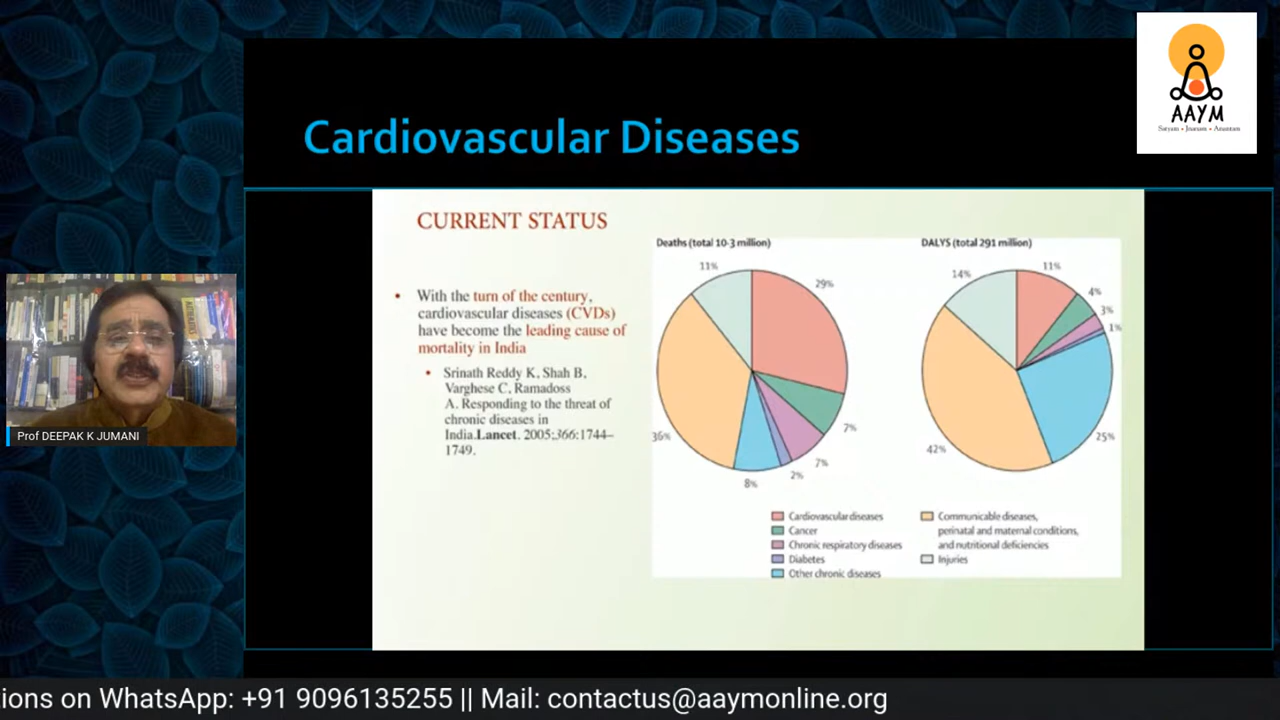 AAYM
Satyam • Jnanam • Anantam
Cardiovascular Diseases
CURRENT STATUS
• With the turn of the century,
cardiovascular diseases (CVDs)
have become the leading cause of
mortality in India
• Srinath Reddy K, Shah B,
Varghese C, Ramadoss
A. Responding to the threat of
chronic diseases in
India.Lancet. 2005;366:1744–
1749.
Deaths (total 10·3 million)
11%
29%
36%
7%
7%
2%
8%
DALYS (total 291 million)
14%
11%
4%
3%
1%
42%
25%
Cardiovascular diseases
Cancer
Chronic respiratory diseases
Diabetes
Other chronic diseases
Communicable diseases,
perinatal and maternal conditions,
and nutritional deficiencies
Injuries
Prof DEEPAK K JUMANI
tions on WhatsApp: +91 9096135255 || Mail: contactus@aaymonline.org